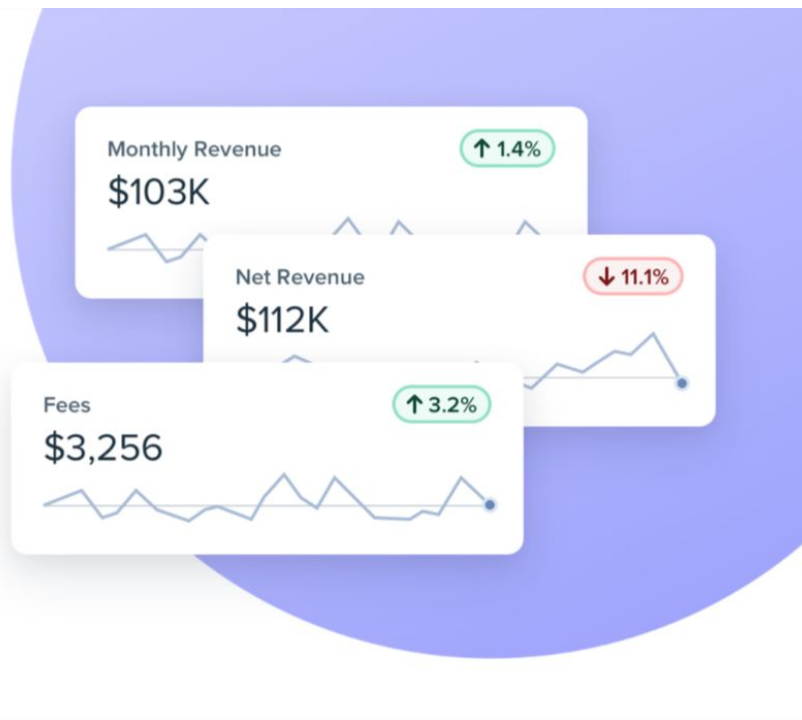 Monthly Revenue
↑ 1.4%
$103K
Net Revenue
↓ 11.1%
$112K
Fees
↑ 3.2%
$3,256